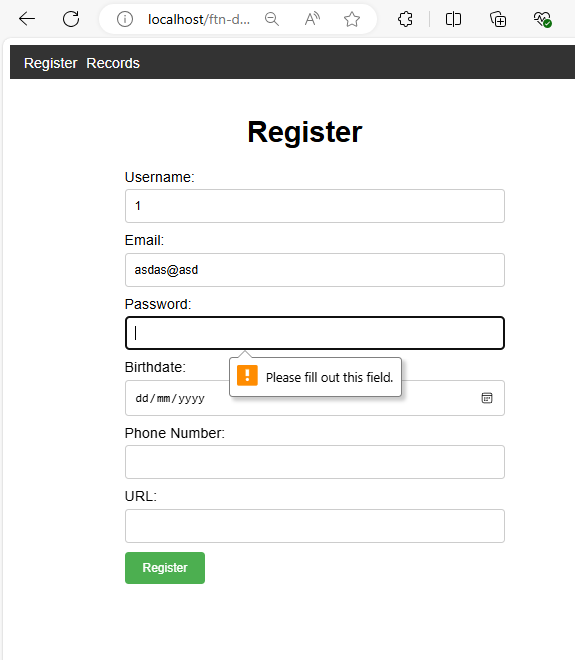 localhost/ftn-d...
Register Records
Register
Username:
1
Email:
asdas@asd
Password:
Please fill out this field.
Birthdate:
dd/mm/yyyy
Phone Number:
URL:
Register